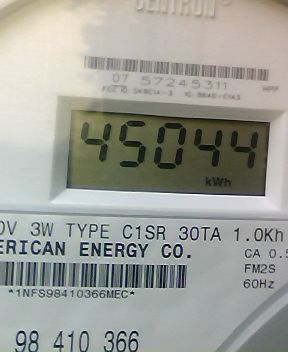 CENTRON
07 57245311
45044
kWh
0V 3W TYPE C1SR 30TA 1.0Kh
ERICAN ENERGY CO.
CA 0.5
FM2S
60Hz
*1NFS98410366MEC*
98 410 366